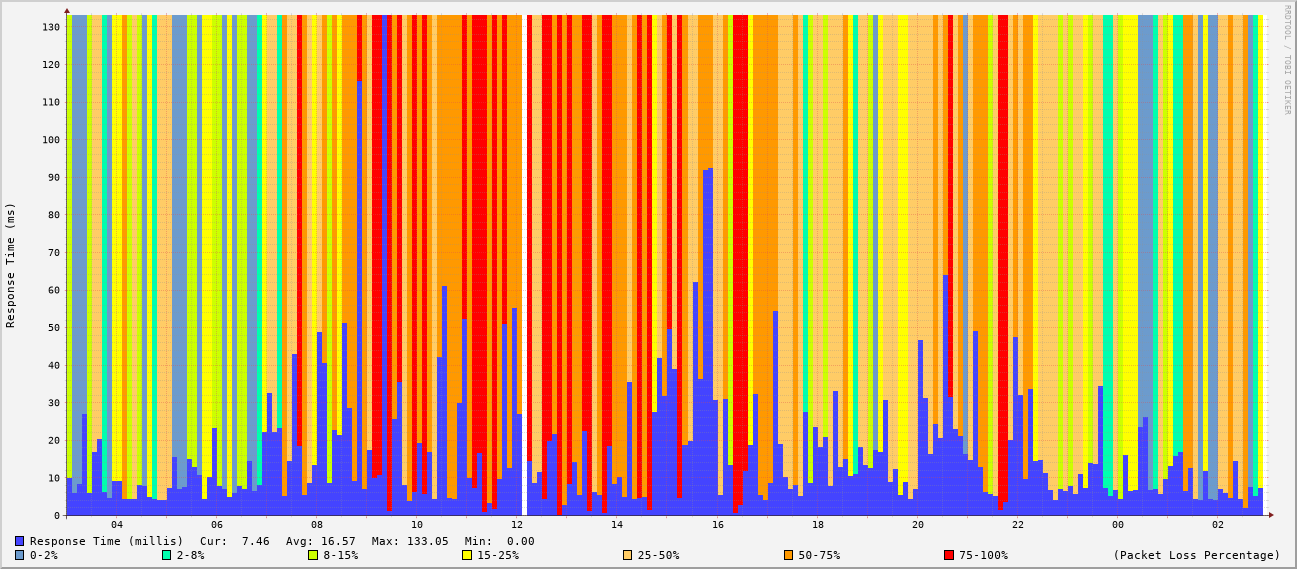 RRDTOOL / TOBI OETIKER
Response Time (ms)
130
120
110
100
90
80
70
60
50
40
30
20
10
0
04 06 08 10 12 14 16 18 20 22 00 02
Response Time (millis) Cur: 7.46 Avg: 16.57 Max: 133.05 Min: 0.00
0-2% 2-8% 8-15% 15-25% 25-50% 50-75% 75-100% (Packet Loss Percentage)